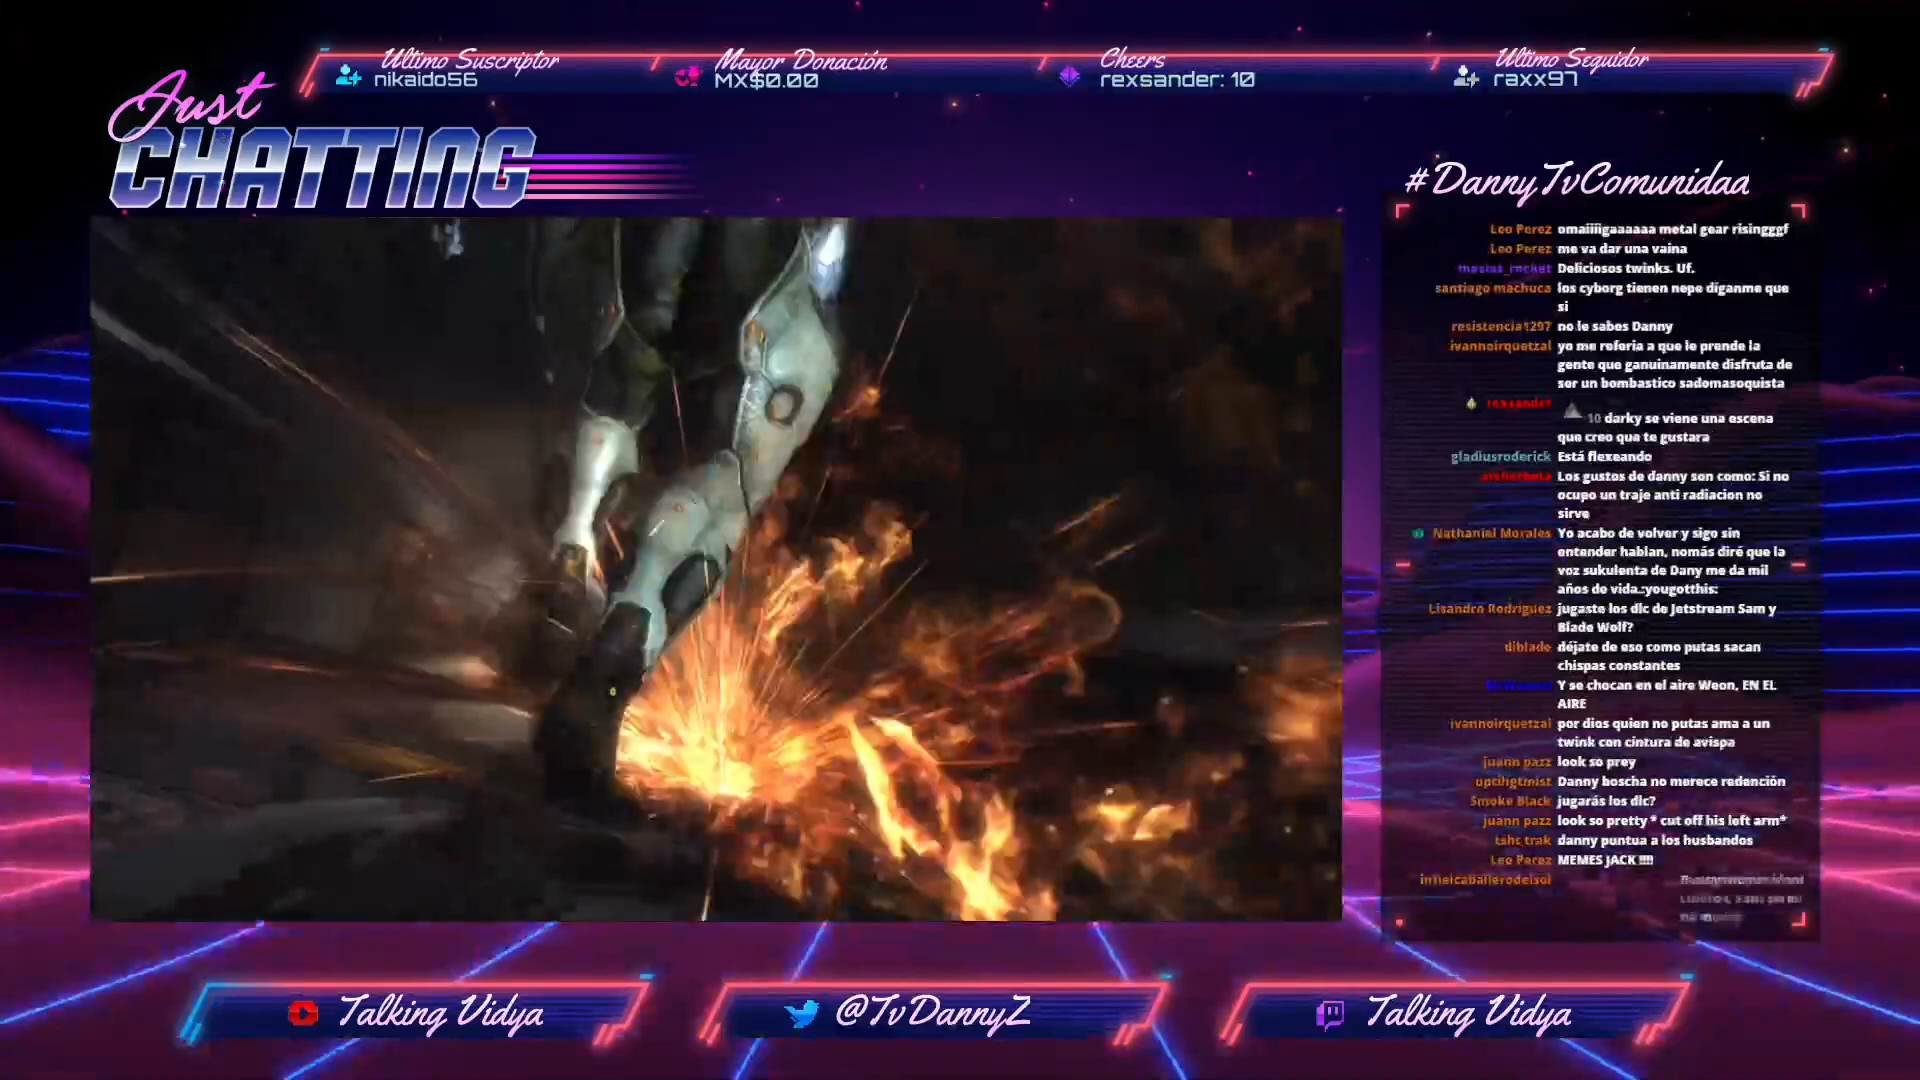 Ultimo Suscriptor
nikaido56
Mayor Donación
MX$0.00
Cheers
rexsander: 10
Ultimo Seguidor
raxx97
Just
CHATTING
#DannyTvComunidaa
Leo Perez omaiiiigaaaaaa metal gear risingggf
Leo Perez me va dar una vaina
Deliciosos twinks. Uf.
santiago machuca los cyborg tienen nepe diganme que
si
resistencia1297 no le sabes Danny
ivannoirquetzal yo me referia a que le prende la
gente que ganuinamente disfruta de
ser un bombastico sadomasoquista
rexsander 10 darky se viene una escena
que creo que te gustara
gladiusroderick Está flexeando
Los gustos de danny son como: Si no
ocupo un traje anti radiacion no
sirve
Nathaniel Morales Yo acabo de volver y sigo sin
entender hablan, nomás diré que la
voz sukulenta de Dany me da mil
años de vida.:yougotthis:
Lisandro Rodriguez jugaste los dlc de Jetstream Sam y
Blade Wolf?
diblade déjate de eso como putas sacan
chispas constantes
Y se chocan en el aire Weon, EN EL
AIRE
ivannoirquetzal por dios quien no putas ama a un
twink con cintura de avispa
juann pazz look so prey
Danny boscha no merece redención
Smoke Black jugarás los dlc?
juann pazz look so pretty * cut off his left arm*
tshc trak danny puntua a los husbandos
Leo Perez MEMES JACK !!!!
infielcaballerodelsol
Talking Vidya
@TvDannyZ
Talking Vidya